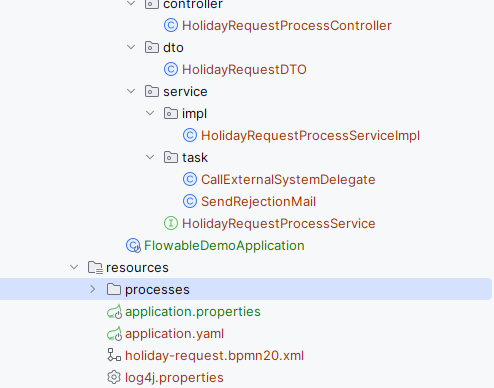 controller
HolidayRequestProcessController
dto
HolidayRequestDTO
service
impl
HolidayRequestProcessServiceImpl
task
CallExternalSystemDelegate
SendRejectionMail
HolidayRequestProcessService
FlowableDemoApplication
resources
processes
application.properties
application.yaml
holiday-request.bpmn20.xml
log4j.properties